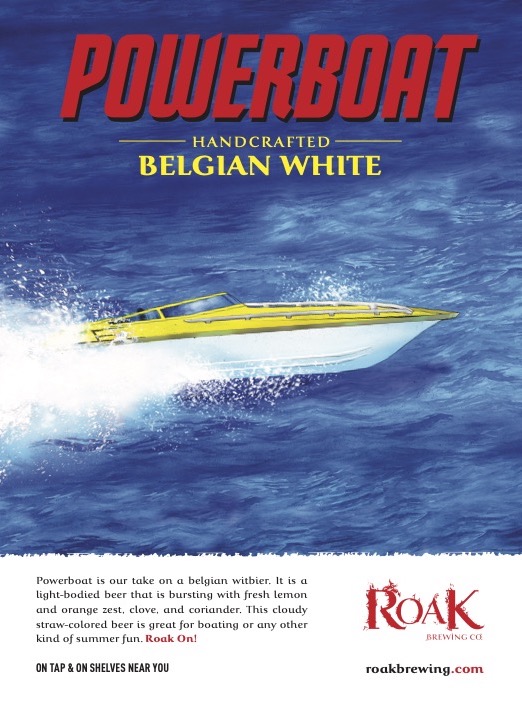 POWERBOAT
HANDCRAFTED
BELGIAN WHITE
Powerboat is our take on a belgian witbier. It is a
light-bodied beer that is bursting with fresh lemon
and orange zest, clove, and coriander. This cloudy
straw-colored beer is great for boating or any other
kind of summer fun. Roak On!
ON TAP & ON SHELVES NEAR YOU
ROAK
BREWING CO.
roakbrewing.com